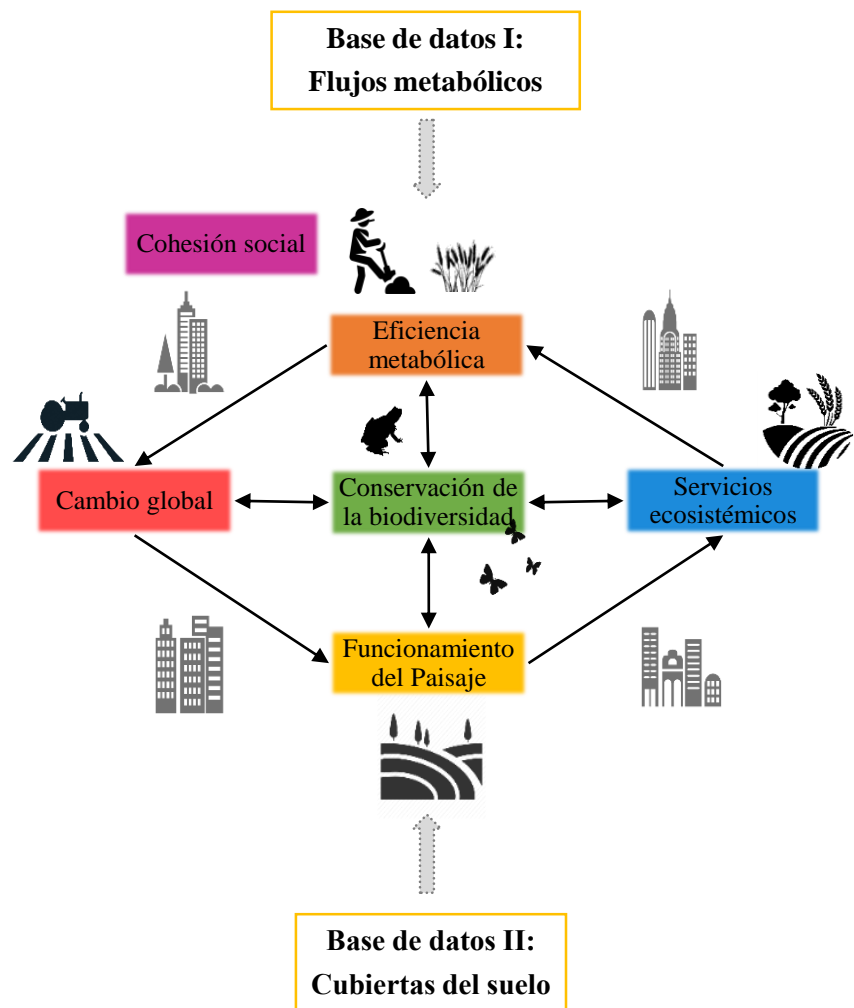 Base de datos I:
Flujos metabólicos
Cohesión social
Eficiencia
metabólica
Cambio global
Conservación de
la biodiversidad
Servicios
ecosistémicos
Funcionamiento
del Paisaje
Base de datos II:
Cubiertas del suelo